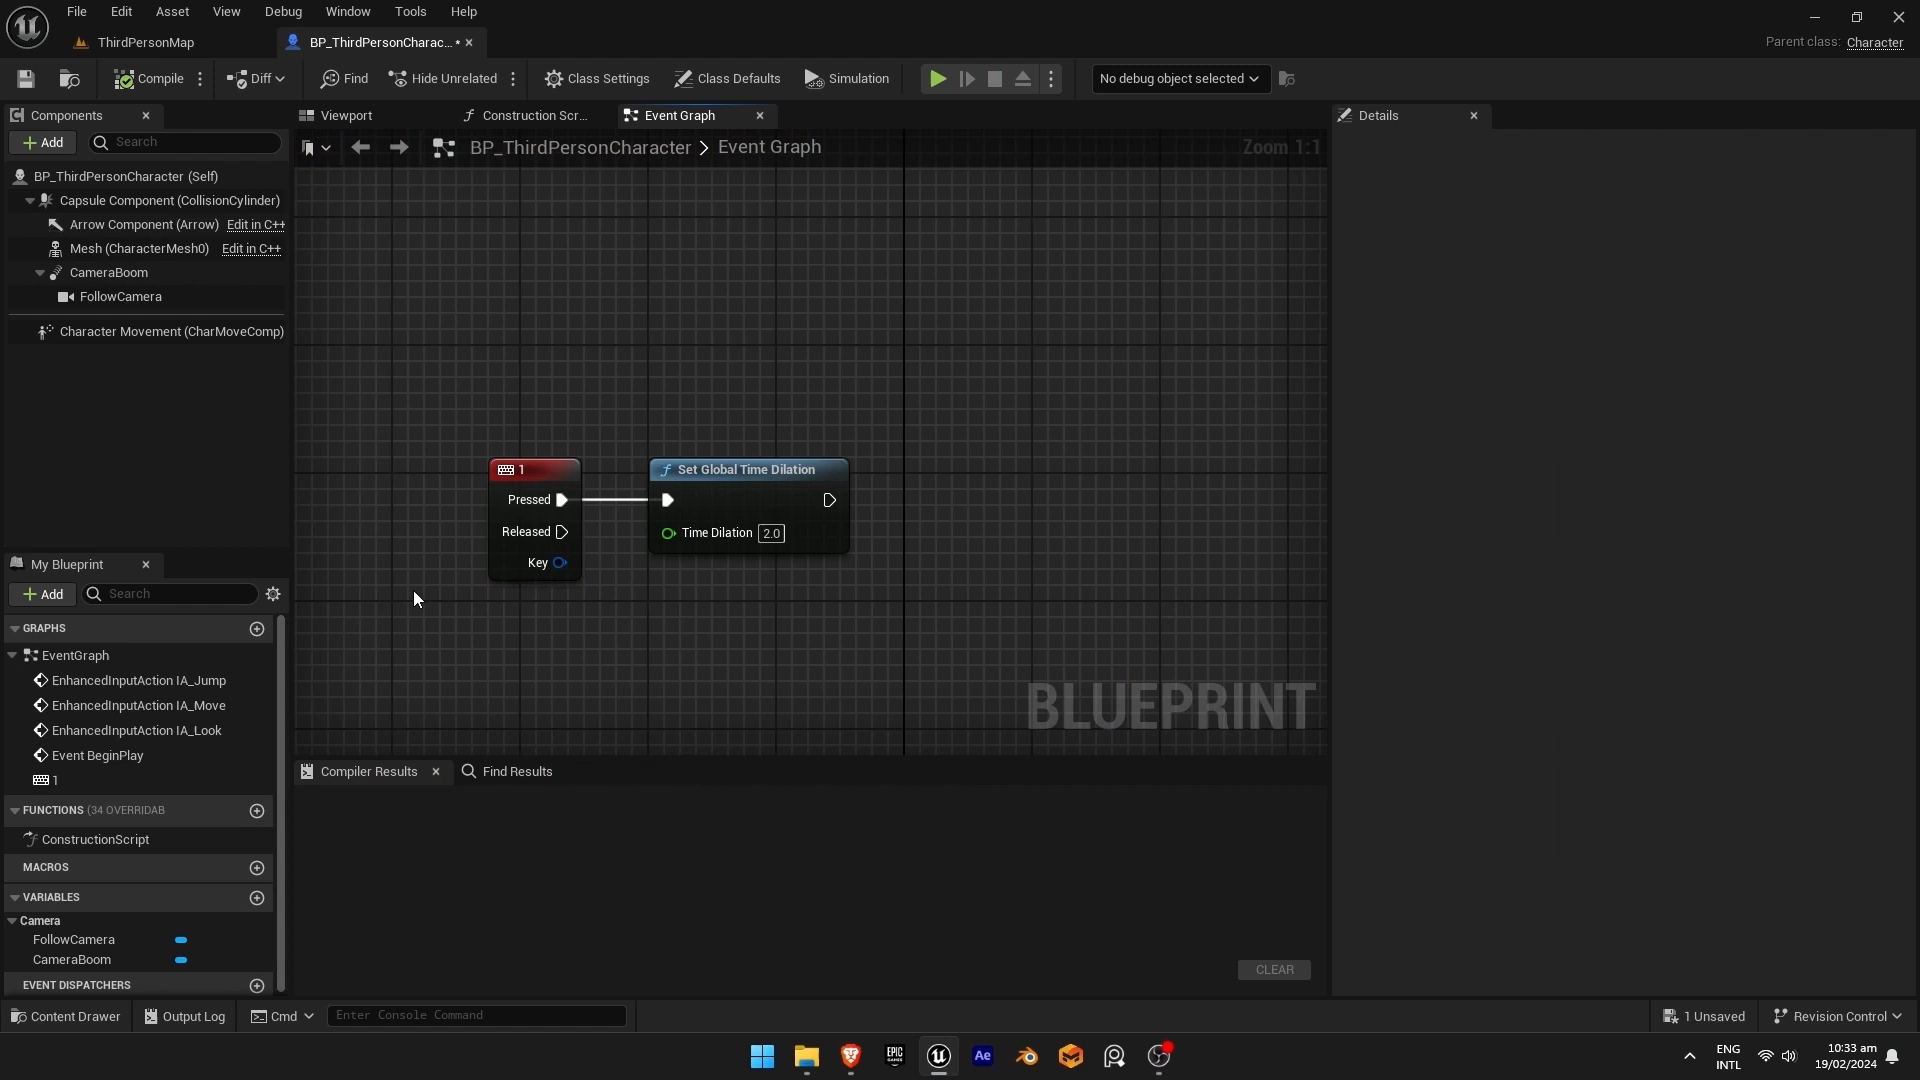 File Edit Asset View Debug Window Tools Help
ThirdPersonMap
BP_ThirdPersonCharac... *
Parent class: Character
Compile
Diff
Find
Hide Unrelated
Class Settings
Class Defaults
Simulation
No debug object selected
Components
Add
Search
BP_ThirdPersonCharacter (Self)
Capsule Component (CollisionCylinder)
Arrow Component (Arrow) Edit in C++
Mesh (CharacterMesh0) Edit in C++
CameraBoom
FollowCamera
Character Movement (CharMoveComp)
Viewport
Construction Scr...
Event Graph
BP_ThirdPersonCharacter > Event Graph
Zoom 1:1
1
Pressed
Released
Key
Set Global Time Dilation
Time Dilation 2.0
BLUEPRINT
Details
My Blueprint
Add
Search
GRAPHS
EventGraph
EnhancedInputAction IA_Jump
EnhancedInputAction IA_Move
EnhancedInputAction IA_Look
Event BeginPlay
1
FUNCTIONS (34 OVERRIDAB
ConstructionScript
MACROS
VARIABLES
Camera
FollowCamera
CameraBoom
EVENT DISPATCHERS
Compiler Results
Find Results
CLEAR
Content Drawer
Output Log
Cmd
Enter Console Command
1 Unsaved
Revision Control
EPIC
GAMES
Ae
ENG
INTL
10:33 am
19/02/2024